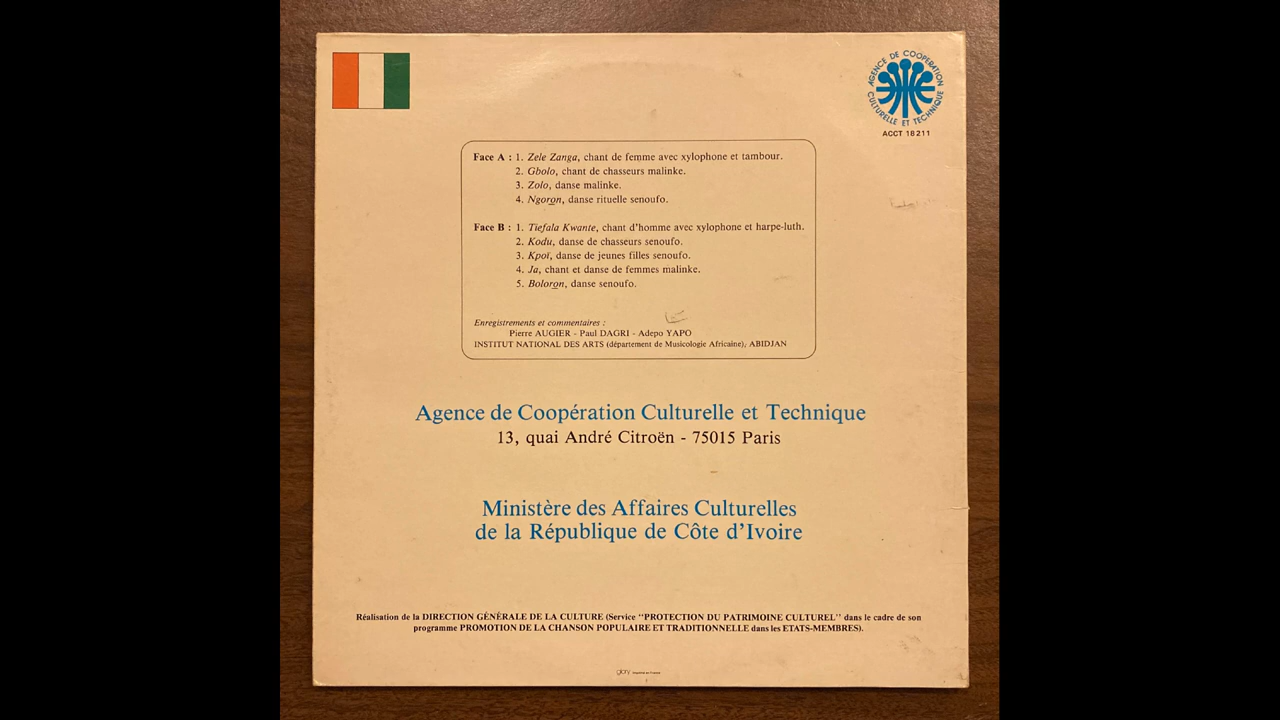 AGENCE DE COOPERATION
CULTURELLE ET TECHNIQUE
ACCT 18211
Face A : 1. Zele Zanga, chant de femme avec xylophone et tambour.
2. Gbolo, chant de chasseurs malinke.
3. Zolo, danse malinke.
4. Ngoron, danse rituelle senoufo.
Face B : 1. Tiefala Kwante, chant d'homme avec xylophone et harpe-luth.
2. Kodu, danse de chasseurs senoufo.
3. Kpoï, danse de jeunes filles senoufo.
4. Ja, chant et danse de femmes malinke.
5. Boloron, danse senoufo.
Enregistrements et commentaires :
Pierre AUGIER - Paul DAGRI - Adepo YAPO
INSTITUT NATIONAL DES ARTS (département de Musicologie Africaine), ABIDJAN
Agence de Coopération Culturelle et Technique
13, quai André Citroën - 75015 Paris
Ministère des Affaires Culturelles
de la République de Côte d'Ivoire
Réalisation de la DIRECTION GÉNÉRALE DE LA CULTURE (Service "PROTECTION DU PATRIMOINE CULTUREL" dans le cadre de son
programme PROMOTION DE LA CHANSON POPULAIRE ET TRADITIONNELLE dans les ETATS-MEMBRES).
glory